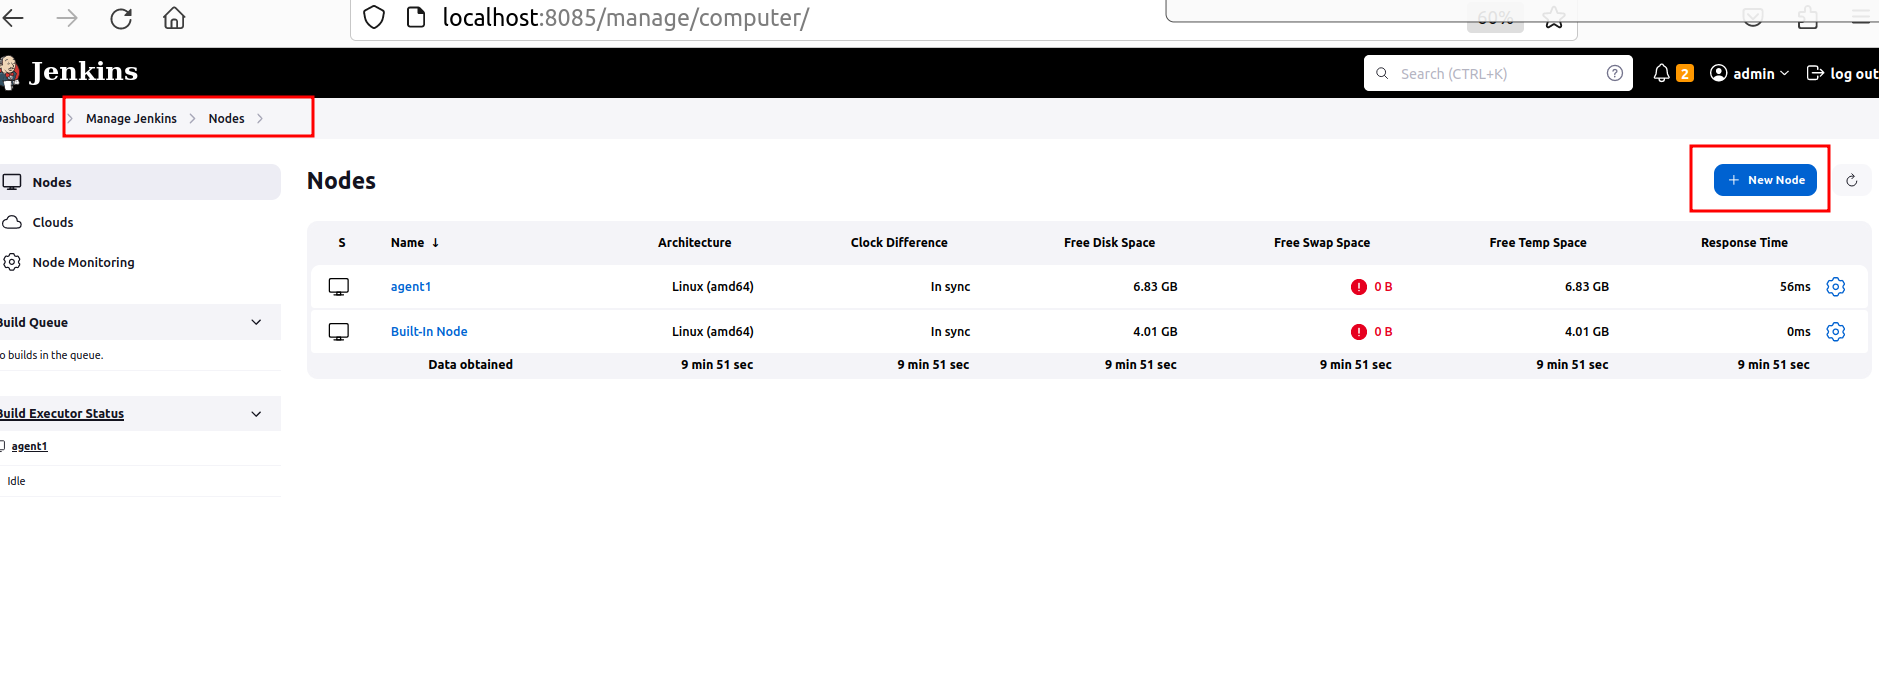 localhost:8085/manage/computer/
60%
Jenkins
Search (CTRL+K)
2
admin
log out
Dashboard
Manage Jenkins
Nodes
Nodes
Clouds
Node Monitoring
Build Queue
o builds in the queue.
Build Executor Status
agent1
Idle
Nodes
+ New Node
S Name ↓ Architecture Clock Difference Free Disk Space Free Swap Space Free Temp Space Response Time
agent1 Linux (amd64) In sync 6.83 GB 0 B 6.83 GB 56ms
Built-In Node Linux (amd64) In sync 4.01 GB 0 B 4.01 GB 0ms
Data obtained 9 min 51 sec 9 min 51 sec 9 min 51 sec 9 min 51 sec 9 min 51 sec 9 min 51 sec